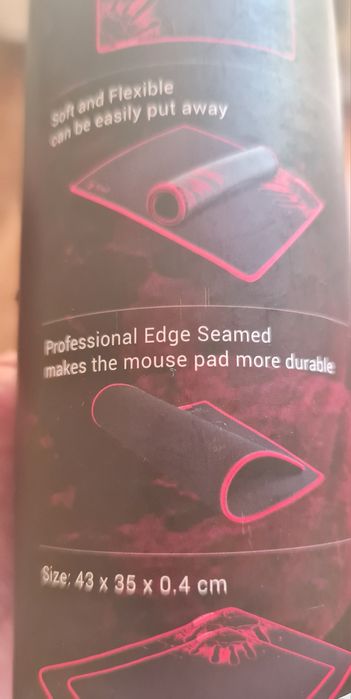 Soft and Flexible
can be easily put away
Professional Edge Seamed
makes the mouse pad more durable
Size: 43 x 35 x 0.4 cm